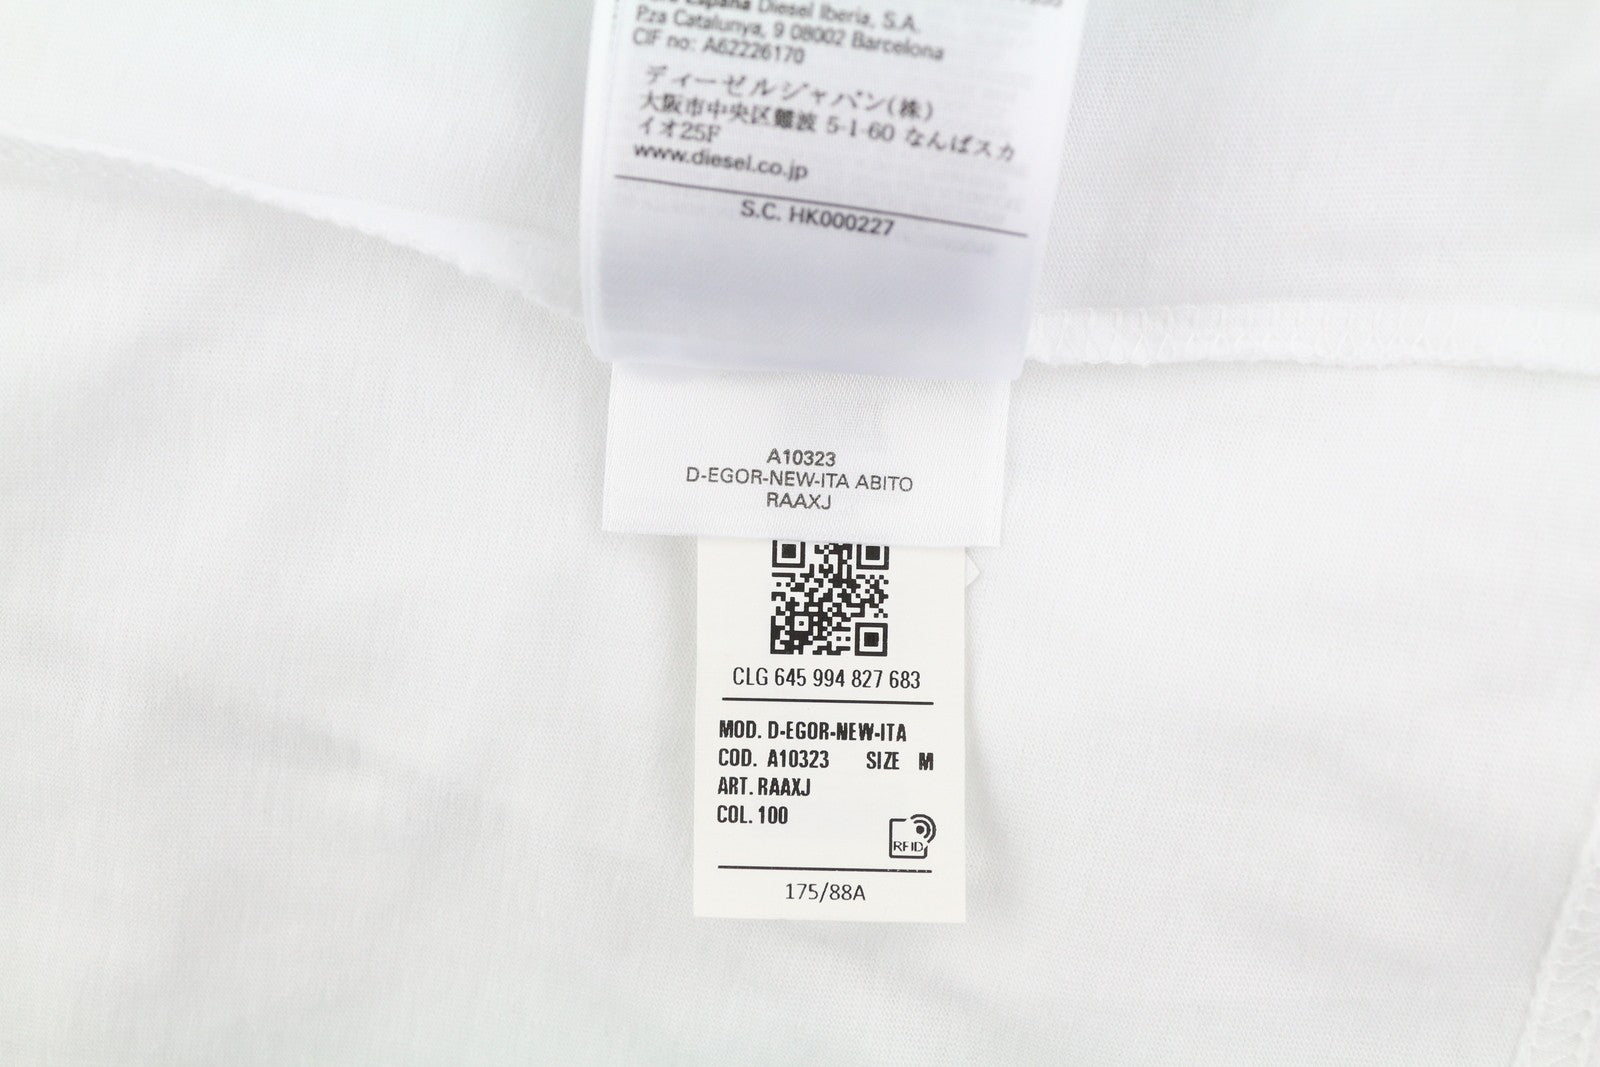 España Diesel Iberia, S.A.
Pza Catalunya, 9 08002 Barcelona
CIF no: A62226170
ディーゼルジャパン(株)
大阪市中央区難波 5-1-60 なんばスカ
イオ25F
www.diesel.co.jp
S.C. HK000227
A10323
D-EGOR-NEW-ITA ABITO
RAAXJ
CLG 645 994 827 683
MOD. D-EGOR-NEW-ITA
COD. A10323 SIZE M
ART. RAAXJ
COL. 100
RFID
175/88A